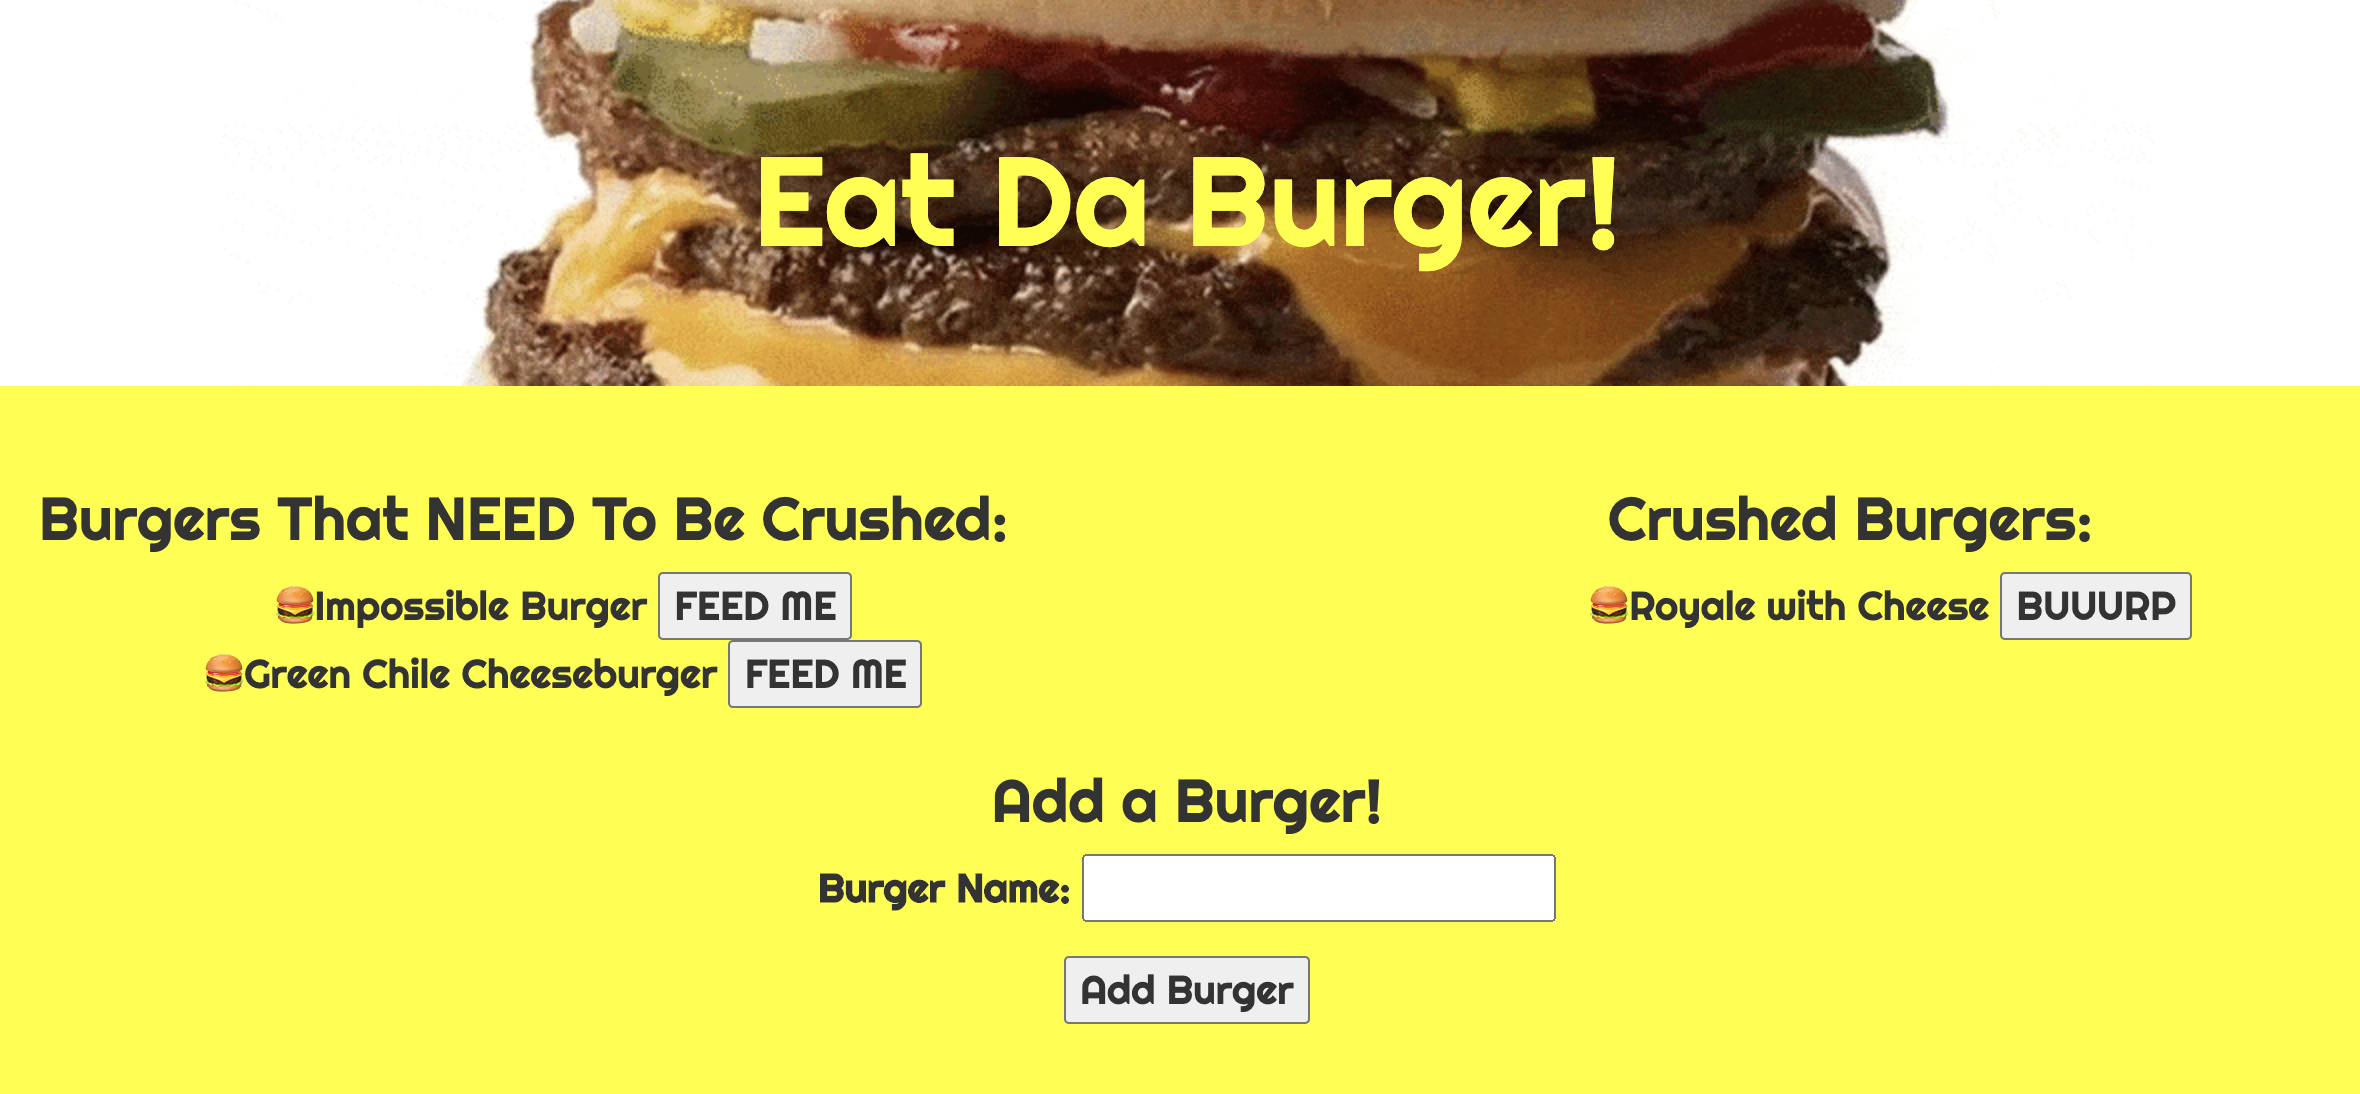 Eat Da Burger!
Burgers That NEED To Be Crushed:
🍔Impossible Burger FEED ME
🍔Green Chile Cheeseburger FEED ME
Crushed Burgers:
🍔Royale with Cheese BUUURP
Add a Burger!
Burger Name:
Add Burger